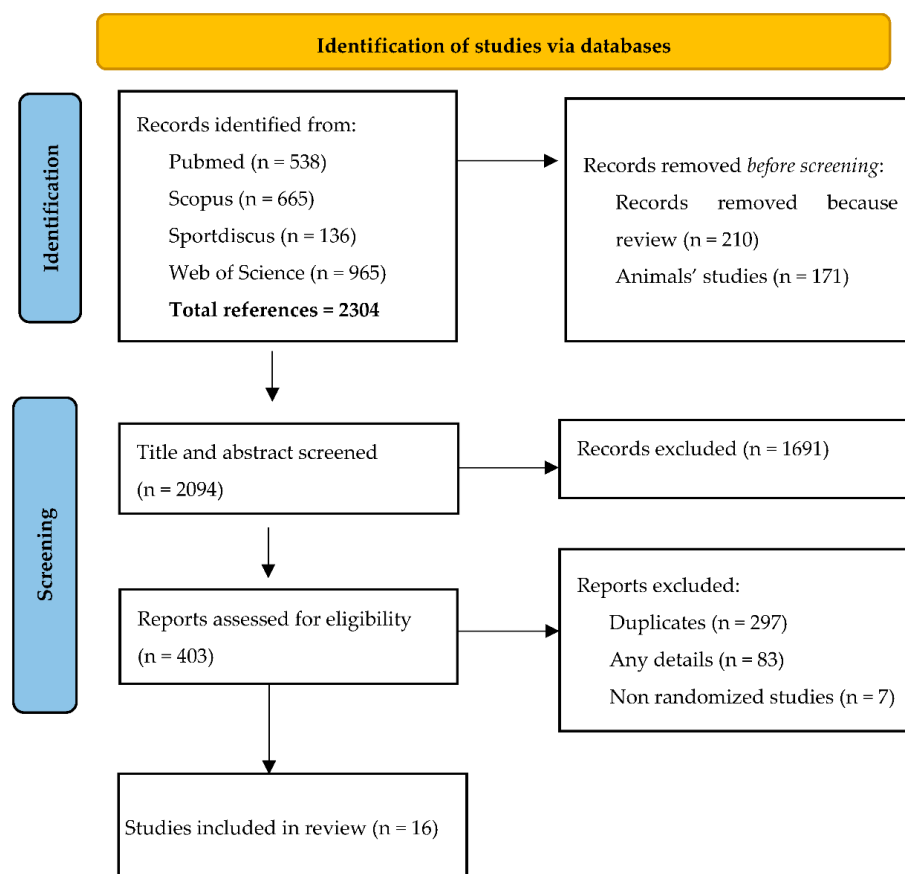 Identification of studies via databases
Identification
Records identified from:
Pubmed (n = 538)
Scopus (n = 665)
Sportdiscus (n = 136)
Web of Science (n = 965)
Total references = 2304
Records removed before screening:
Records removed because
review (n = 210)
Animals’ studies (n = 171)
Screening
Title and abstract screened
(n = 2094)
Records excluded (n = 1691)
Reports assessed for eligibility
(n = 403)
Reports excluded:
Duplicates (n = 297)
Any details (n = 83)
Non randomized studies (n = 7)
Studies included in review (n = 16)